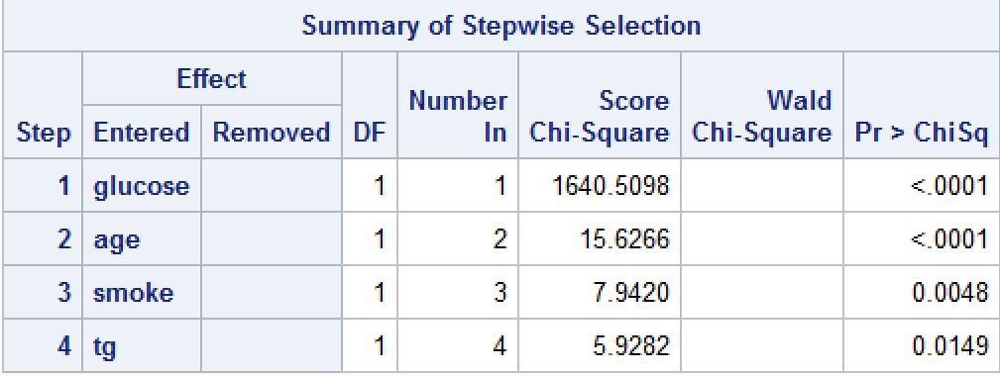 Summary of Stepwise Selection
Effect
Number Score Wald
Step Entered Removed DF In Chi-Square Chi-Square Pr > ChiSq
1 glucose 1 1 1640.5098 <.0001
2 age 1 2 15.6266 <.0001
3 smoke 1 3 7.9420 0.0048
4 tg 1 4 5.9282 0.0149